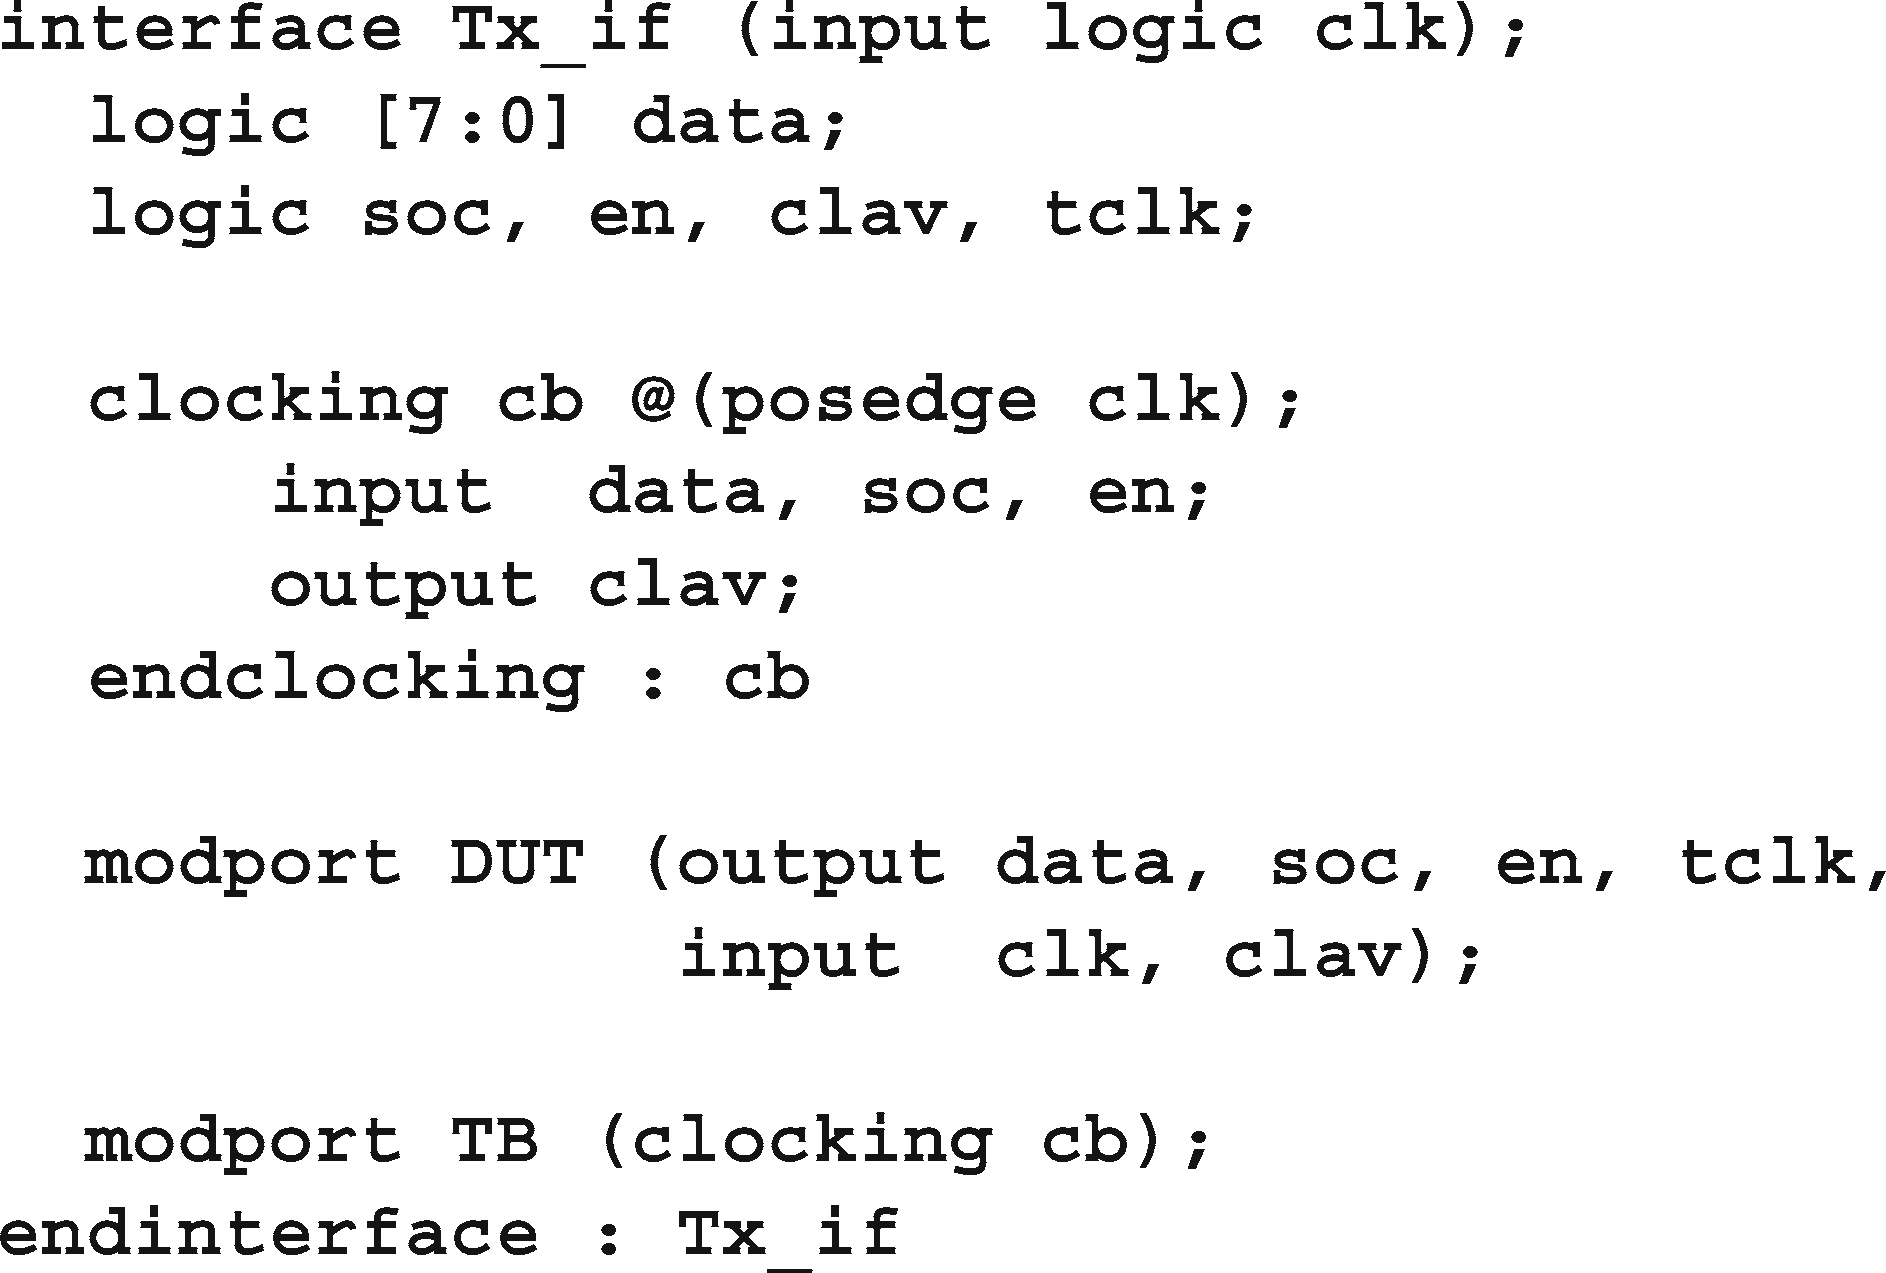 interface Tx_if (input logic clk);
  logic [7:0] data;
  logic soc, en, clav, tclk;

  clocking cb @(posedge clk);
      input  data, soc, en;
      output clav;
  endclocking : cb

  modport DUT (output data, soc, en, tclk,
               input  clk, clav);

  modport TB (clocking cb);
endinterface : Tx_if